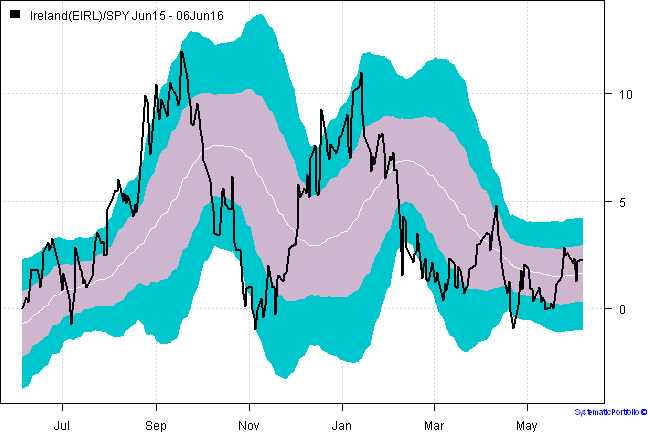 Ireland(EIRL)/SPY Jun15 - 06Jun16
10
5
0
Jul Sep Nov Jan Mar May
SystematicPortfolio ©